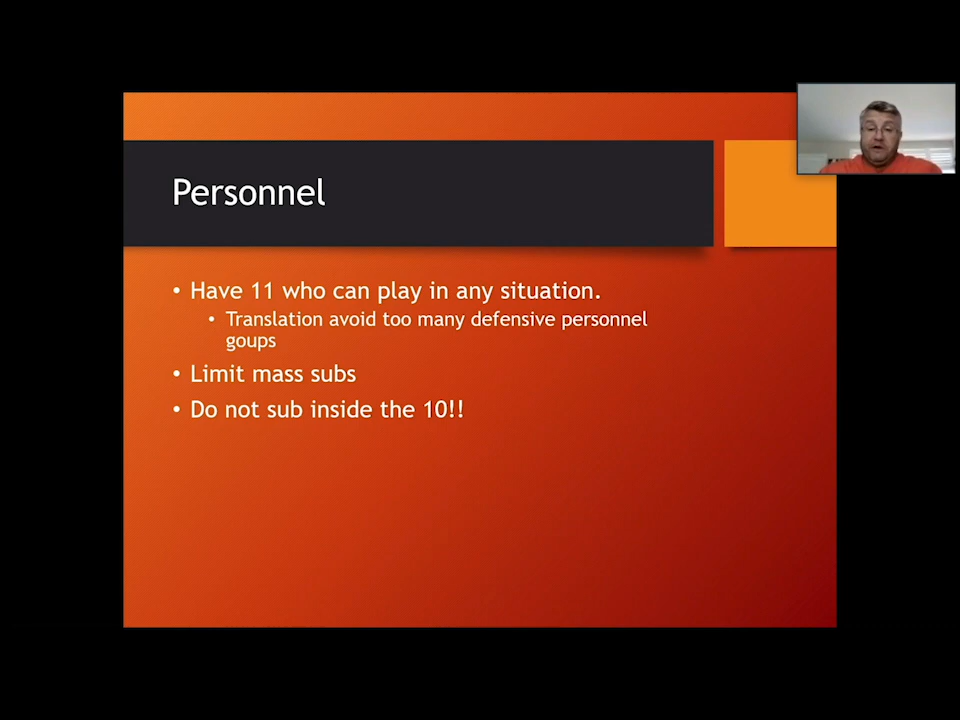 Personnel
• Have 11 who can play in any situation.
• Translation avoid too many defensive personnel
goups
• Limit mass subs
• Do not sub inside the 10!!